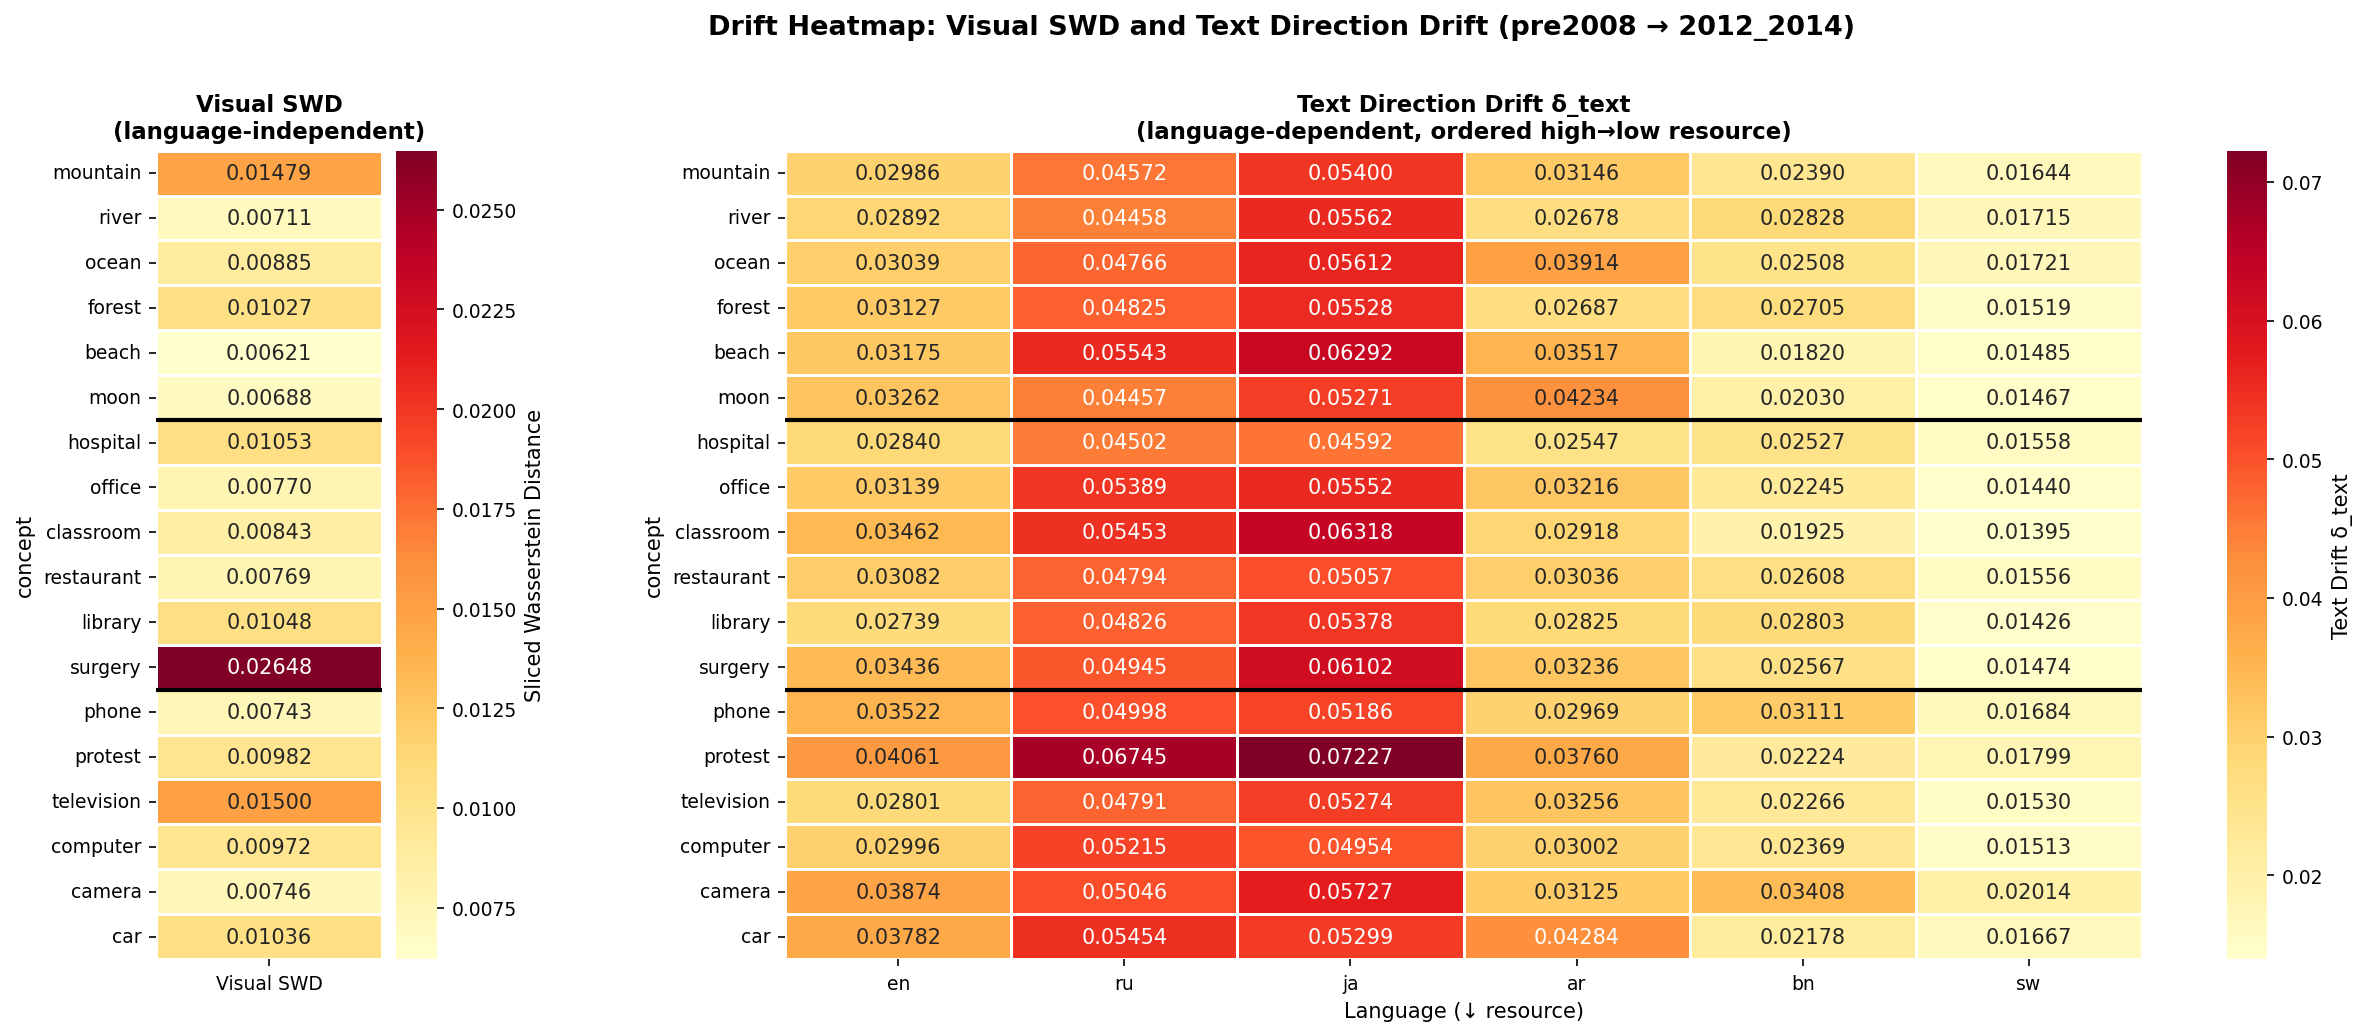 Drift Heatmap: Visual SWD and Text Direction Drift (pre2008 → 2012_2014)
Visual SWD
(language-independent)
concept
mountain 0.01479
river 0.00711
ocean 0.00885
forest 0.01027
beach 0.00621
moon 0.00688
hospital 0.01053
office 0.00770
classroom 0.00843
restaurant 0.00769
library 0.01048
surgery 0.02648
phone 0.00743
protest 0.00982
television 0.01500
computer 0.00972
camera 0.00746
car 0.01036
Visual SWD
0.0250
0.0225
0.0200
0.0175
0.0150
0.0125
0.0100
0.0075
Sliced Wasserstein Distance
Text Direction Drift δ_text
(language-dependent, ordered high→low resource)
concept
mountain 0.02986 0.04572 0.05400 0.03146 0.02390 0.01644
river 0.02892 0.04458 0.05562 0.02678 0.02828 0.01715
ocean 0.03039 0.04766 0.05612 0.03914 0.02508 0.01721
forest 0.03127 0.04825 0.05528 0.02687 0.02705 0.01519
beach 0.03175 0.05543 0.06292 0.03517 0.01820 0.01485
moon 0.03262 0.04457 0.05271 0.04234 0.02030 0.01467
hospital 0.02840 0.04502 0.04592 0.02547 0.02527 0.01558
office 0.03139 0.05389 0.05552 0.03216 0.02245 0.01440
classroom 0.03462 0.05453 0.06318 0.02918 0.01925 0.01395
restaurant 0.03082 0.04794 0.05057 0.03036 0.02608 0.01556
library 0.02739 0.04826 0.05378 0.02825 0.02803 0.01426
surgery 0.03436 0.04945 0.06102 0.03236 0.02567 0.01474
phone 0.03522 0.04998 0.05186 0.02969 0.03111 0.01684
protest 0.04061 0.06745 0.07227 0.03760 0.02224 0.01799
television 0.02801 0.04791 0.05274 0.03256 0.02266 0.01530
computer 0.02996 0.05215 0.04954 0.03002 0.02369 0.01513
camera 0.03874 0.05046 0.05727 0.03125 0.03408 0.02014
car 0.03782 0.05454 0.05299 0.04284 0.02178 0.01667
en ru ja ar bn sw
Language (↓ resource)
0.07
0.06
0.05
0.04
0.03
0.02
Text Drift δ_text